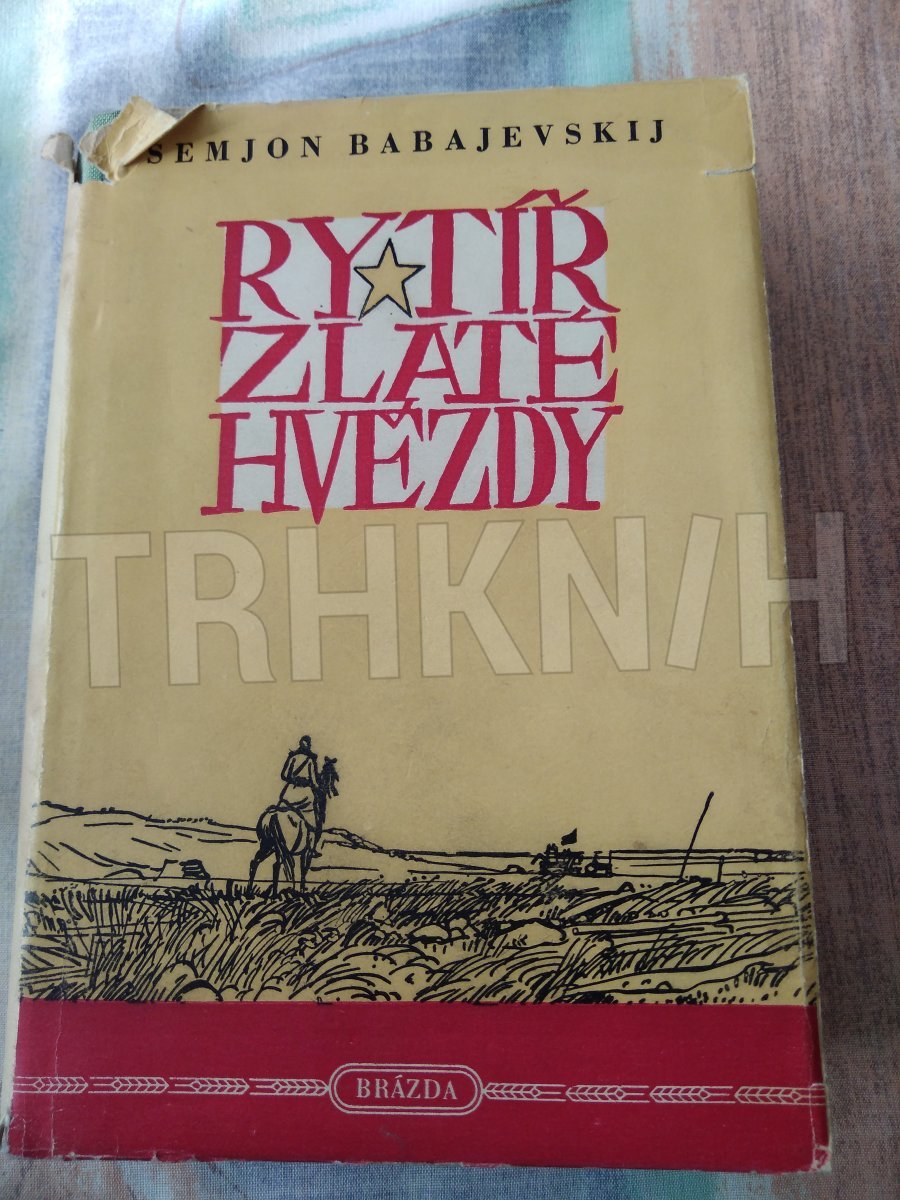 SEMJON BABAJEVSKIJ
RYTÍŘ
ZLATÉ
HVĚZDY
TRHKNIH
BRÁZDA